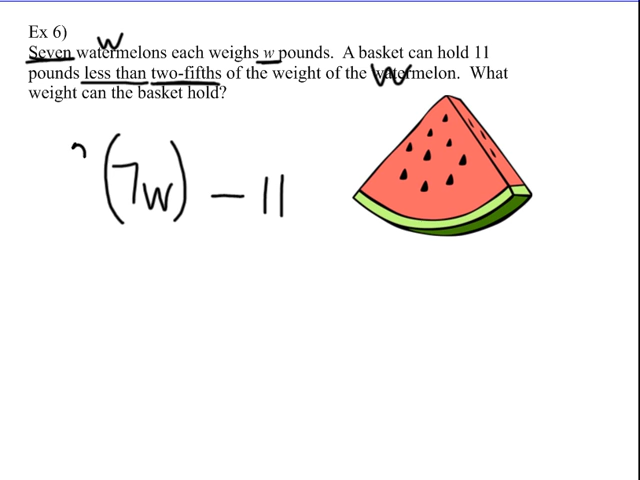 Ex 6)
w
Seven watermelons each weighs w pounds. A basket can hold 11
pounds less than two-fifths of the weight of the watermelon. What
w
weight can the basket hold?
(7w) - 11